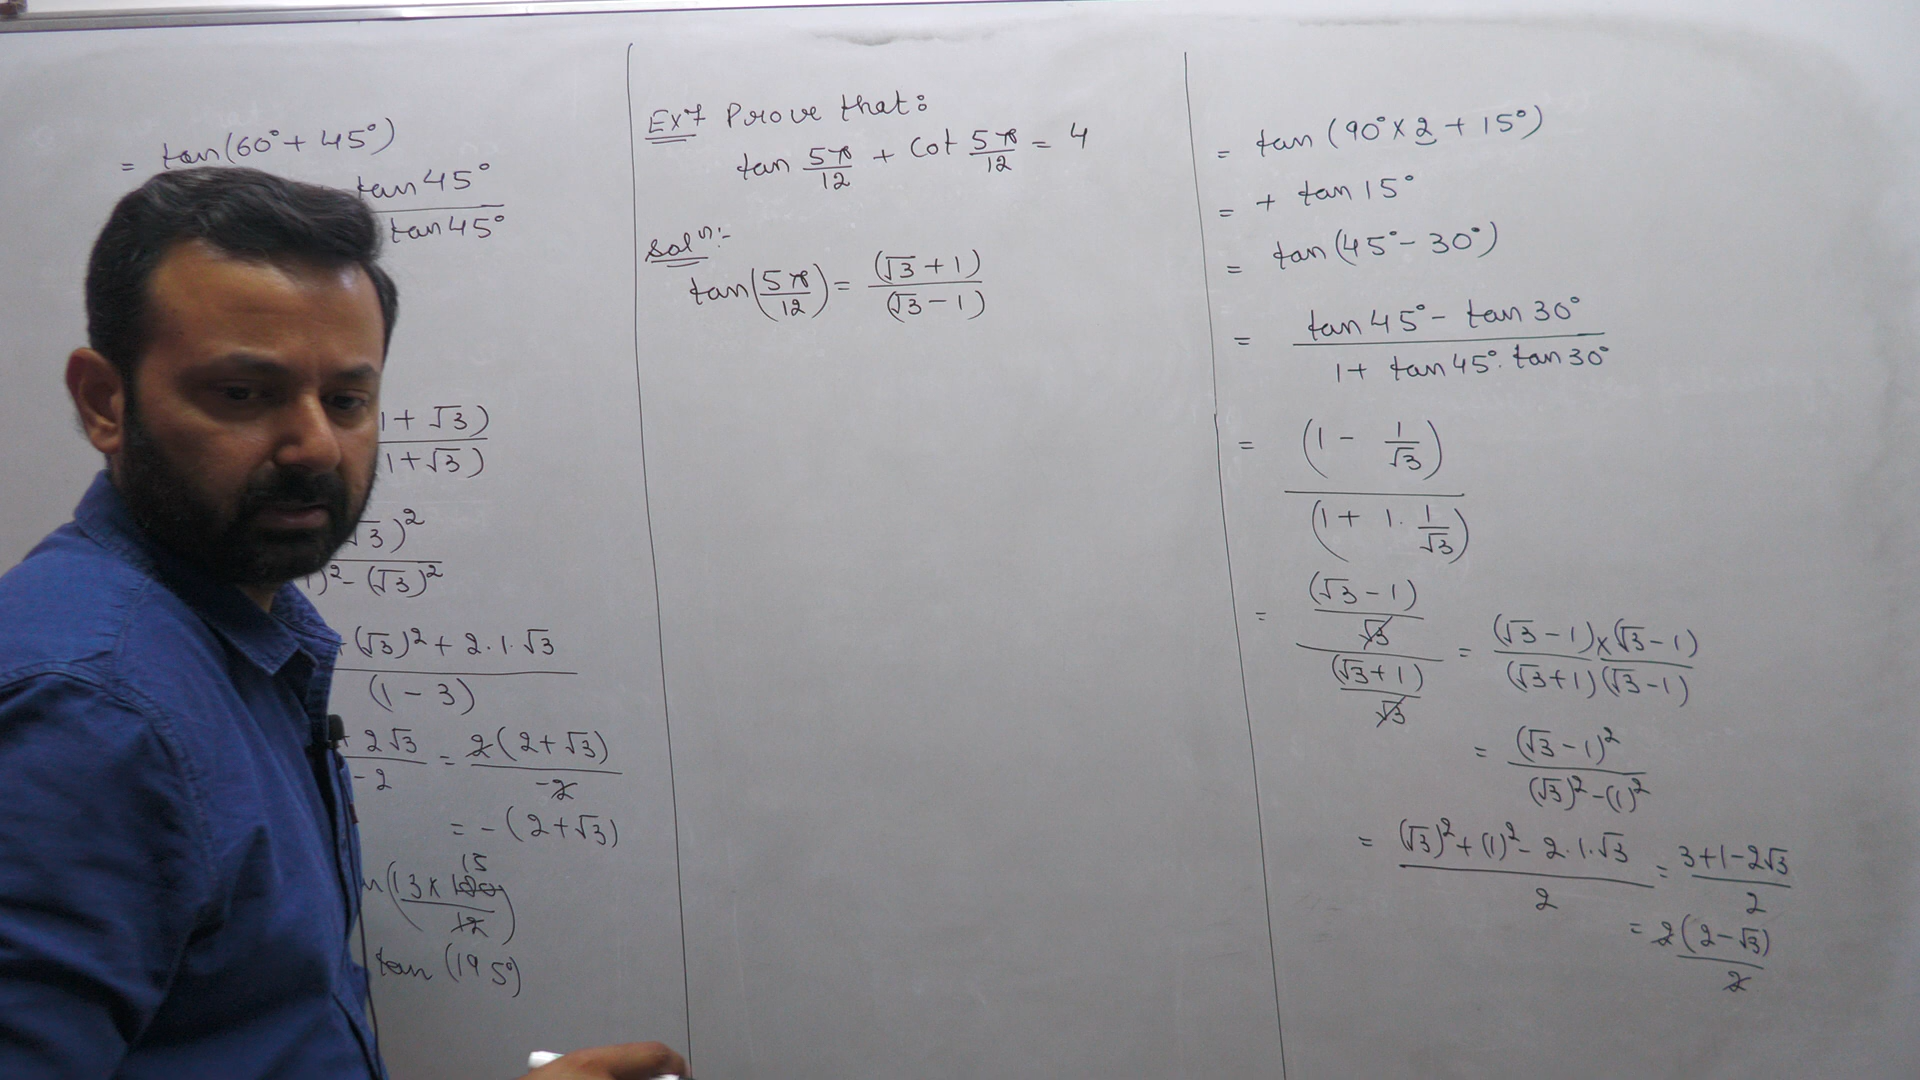 = tan(60° + 45°)
tan 45°
tan 45°
1 + √3)
1 + √3)
√3)²
)² - (√3)²
(√3)² + 2·1·√3
(1 - 3)
+ 2√3 / -2 = 2(2 + √3) / -2
= -(2 + √3)
(13 × 180 15 / 12)
tan (195°)
Ex 7 Prove that:
tan 5π/12 + cot 5π/12 = 4
Solⁿ:-
tan(5π/12) = (√3 + 1)/(√3 - 1)
= tan (90° × 2 + 15°)
= + tan 15°
= tan (45° - 30°)
= tan 45° - tan 30° / 1 + tan 45°. tan 30°
= (1 - 1/√3) / (1 + 1. 1/√3)
= (√3 - 1)/√3 / (√3 + 1)/√3 = (√3 - 1) × (√3 - 1) / (√3 + 1) (√3 - 1)
= (√3 - 1)² / (√3)² - (1)²
= (√3)² + (1)² - 2·1·√3 / 2 = 3 + 1 - 2√3 / 2
= 2(2 - √3) / 2